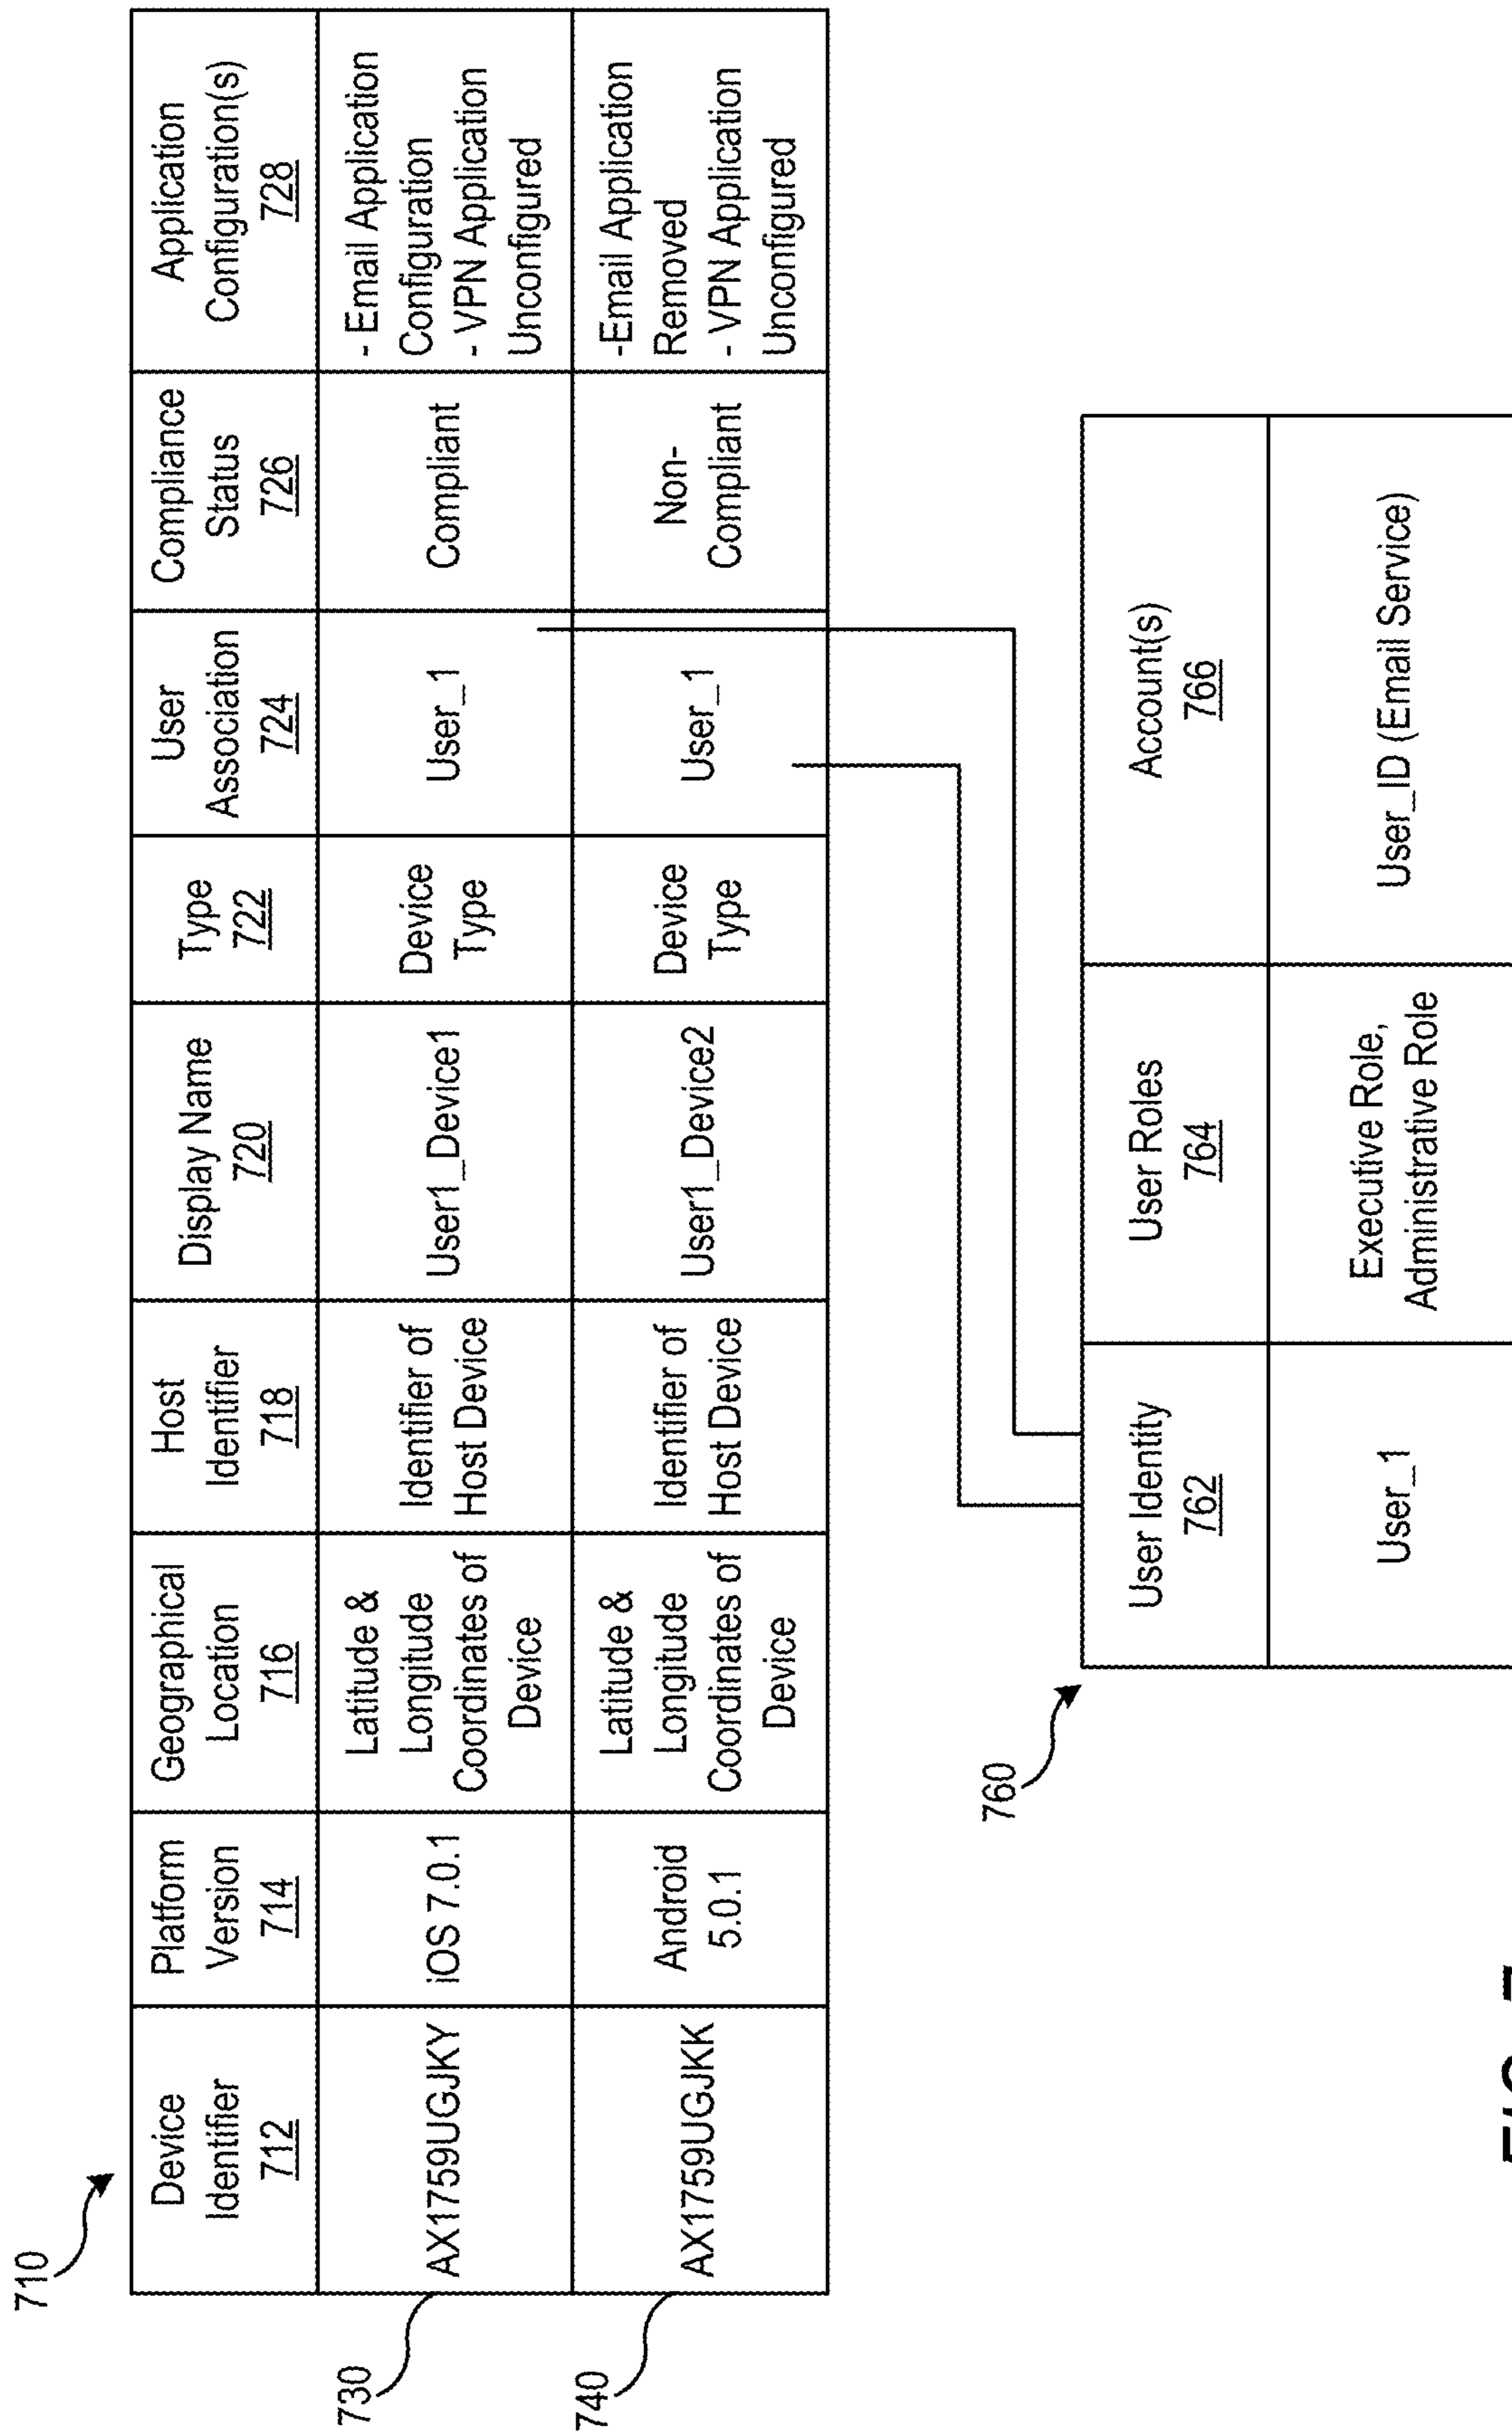 710
Device
Identifier
712
Platform
Version
714
Geographical
Location
716
Host
Identifier
718
Display Name
720
Type
722
User
Association
724
Compliance
Status
726
Application
Configuration(s)
728
730
AX1759UGJKY
iOS 7.0.1
Latitude &
Longitude
Coordinates of
Device
Identifier of
Host Device
User1_Device1
Device
Type
User_1
Compliant
- Email Application
Configuration
- VPN Application
Unconfigured
740
AX1759UGJKK
Android
5.0.1
Latitude &
Longitude
Coordinates of
Device
Identifier of
Host Device
User1_Device2
Device
Type
User_1
Non-
Compliant
-Email Application
Removed
- VPN Application
Unconfigured
760
User Identity
762
User Roles
764
Account(s)
766
User_1
Executive Role,
Administrative Role
User_ID (Email Service)